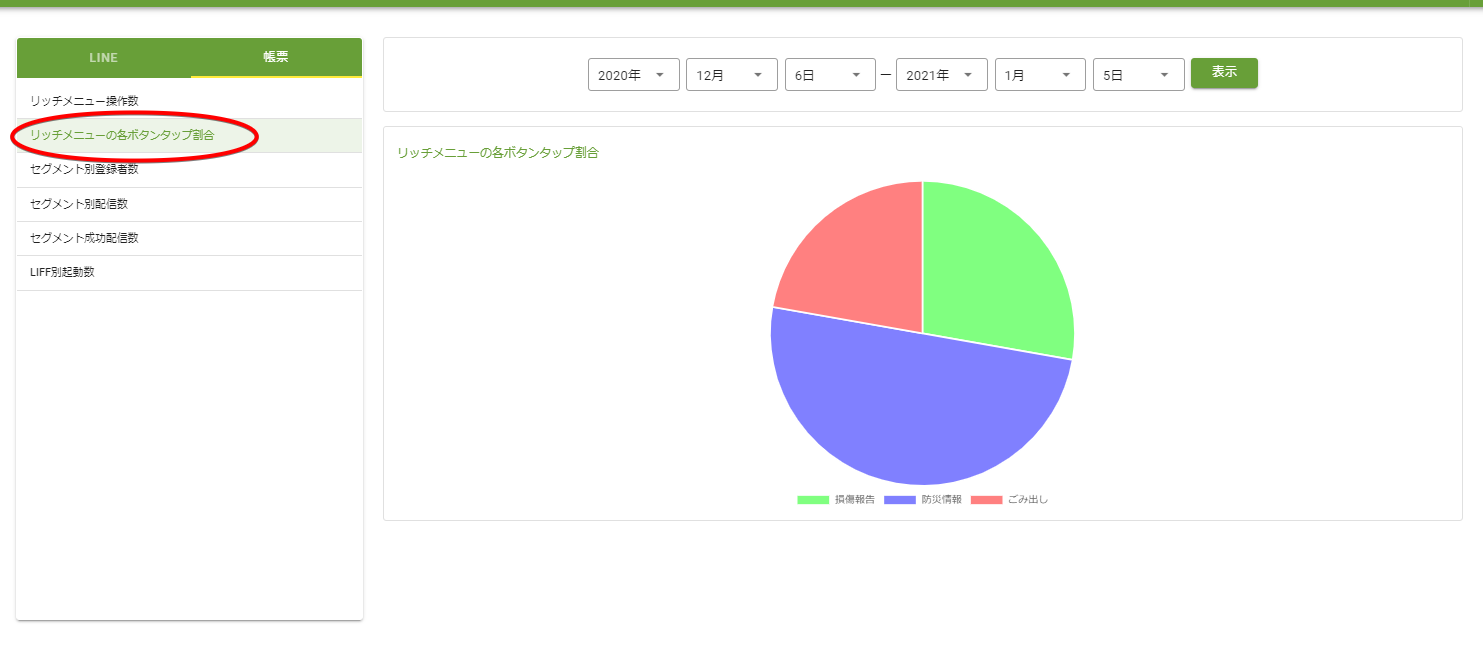 LINE
帳票
リッチメニュー操作数
リッチメニューの各ボタンタップ割合
セグメント別登録者数
セグメント別配信数
セグメント成功配信数
LIFF別起動数
2020年 12月 6日 ー 2021年 1月 5日 表示
リッチメニューの各ボタンタップ割合
損傷報告 防災情報 ごみ出し